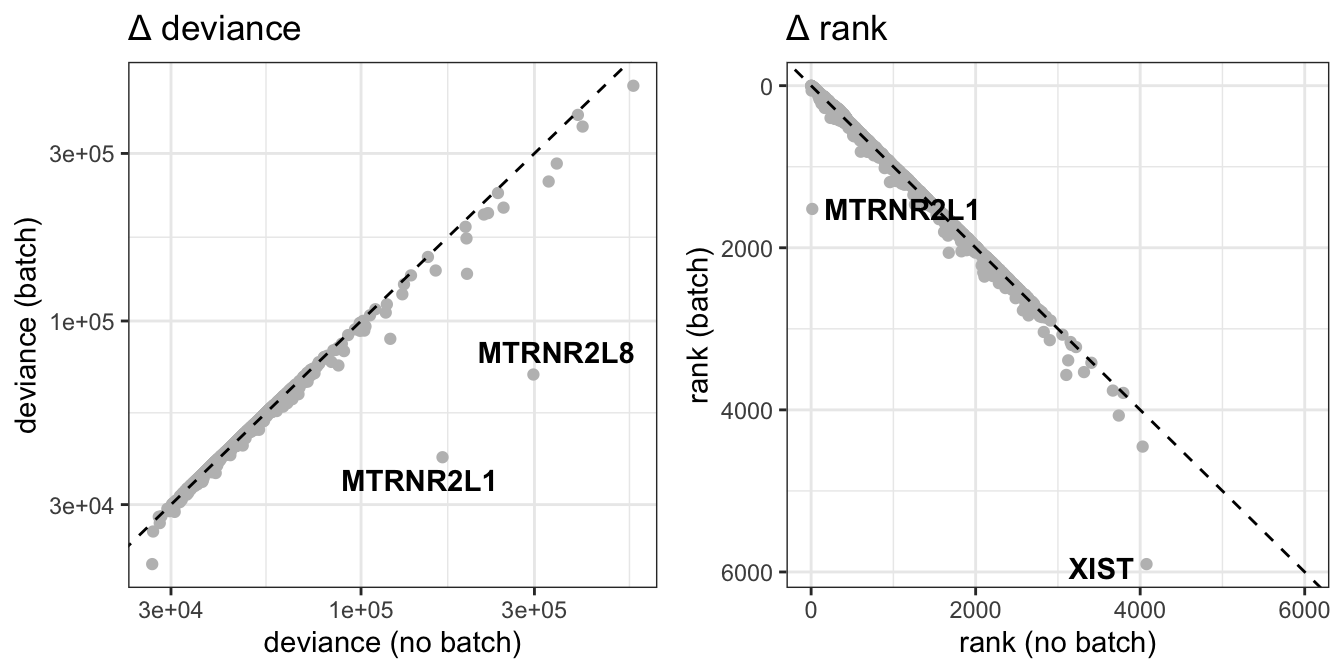 Δ deviance
deviance (batch)
3e+05
1e+05
3e+04
MTRNR2L8
MTRNR2L1
3e+04
1e+05
3e+05
deviance (no batch)
Δ rank
rank (batch)
0
2000
4000
6000
MTRNR2L1
XIST
0
2000
4000
6000
rank (no batch)